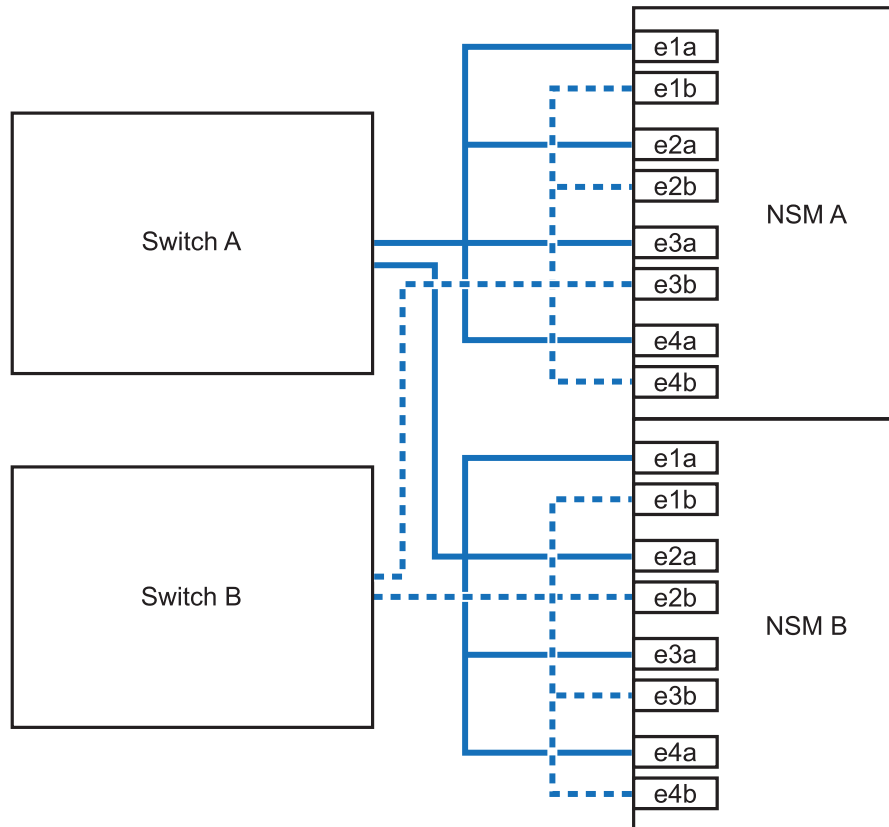 Switch A
Switch B
e1a
e1b
e2a
e2b
e3a
e3b
e4a
e4b
NSM A
e1a
e1b
e2a
e2b
e3a
e3b
e4a
e4b
NSM B